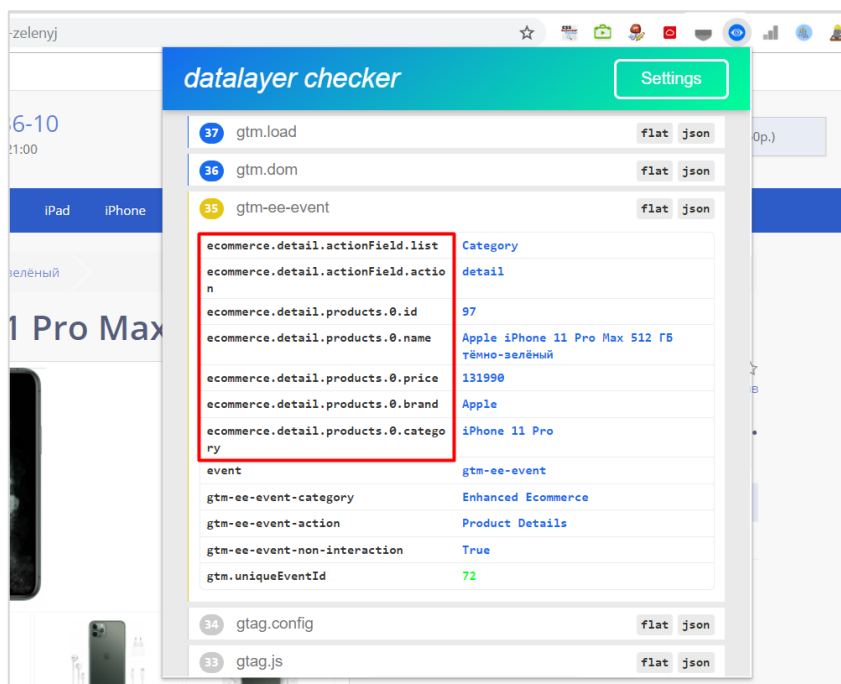 -zelenyj
datalayer checker
Settings
6-10
21:00
0р.)
37 gtm.load flat json
36 gtm.dom flat json
35 gtm-ee-event flat json
iPad iPhone
зелёный
1 Pro Max
ecommerce.detail.actionField.list Category
ecommerce.detail.actionField.actio detail
n
ecommerce.detail.products.0.id 97
ecommerce.detail.products.0.name Apple iPhone 11 Pro Max 512 ГБ
тёмно-зелёный
ecommerce.detail.products.0.price 131990
ecommerce.detail.products.0.brand Apple
ecommerce.detail.products.0.catego iPhone 11 Pro
ry
event gtm-ee-event
gtm-ee-event-category Enhanced Ecommerce
gtm-ee-event-action Product Details
gtm-ee-event-non-interaction True
gtm.uniqueEventId 72
34 gtag.config flat json
33 gtag.js flat json